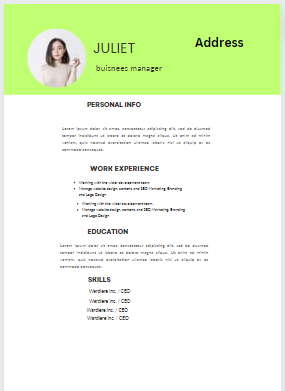 JULIET
Address
buisnees manager
PERSONAL INFO
Lorem ipsum dolor sit amet, consectetur adipiscing elit, sed do eiusmod
tempor incididunt ut labore et dolore magna aliqua. Ut enim ad minim
veniam, quis nostrud exercitation ullamco laboris nisi ut aliquip ex ea
commodo consequat.
WORK EXPERIENCE
Working with the wider development team.
Manage website design, content, and SEO Marketing, Branding
and Logo Design
Working with the wider development team.
Manage website design, content, and SEO Marketing, Branding
and Logo Design
EDUCATION
Lorem ipsum dolor sit amet, consectetur adipiscing elit, sed do eiusmod
tempor incididunt ut labore et dolore magna aliqua. Ut enim ad minim
veniam, quis nostrud exercitation ullamco laboris nisi ut aliquip ex ea
commodo consequat.
SKILLS
Wardiere Inc. / CEO
Wardiere Inc. / CEO
Wardiere Inc. / CEO
Wardiere Inc. / CEO